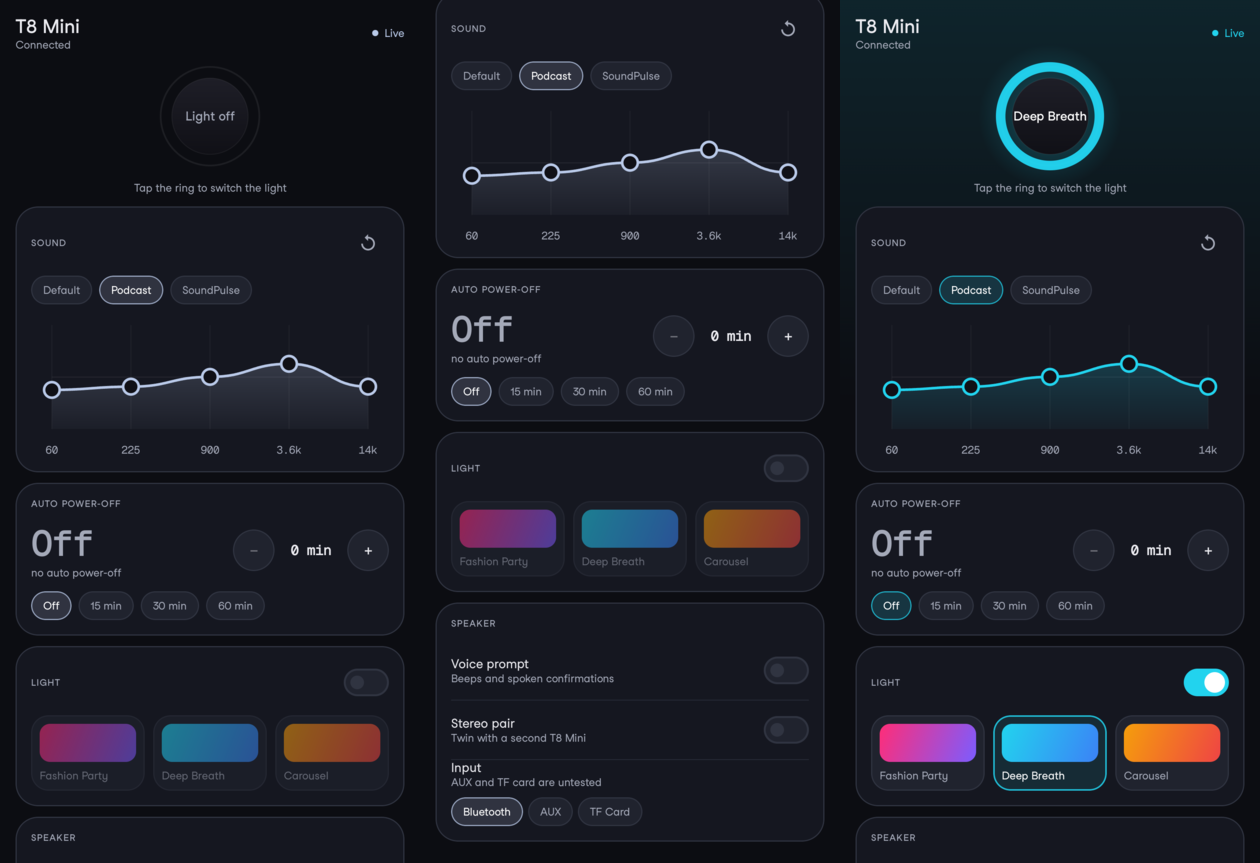 T8 Mini
Connected
Live
Light off
Tap the ring to switch the light
SOUND
Default Podcast SoundPulse
60 225 900 3.6k 14k
AUTO POWER-OFF
Off
no auto power-off
− 0 min +
Off 15 min 30 min 60 min
LIGHT
Fashion Party Deep Breath Carousel
SPEAKER
SOUND
Default Podcast SoundPulse
60 225 900 3.6k 14k
AUTO POWER-OFF
Off
no auto power-off
− 0 min +
Off 15 min 30 min 60 min
LIGHT
Fashion Party Deep Breath Carousel
SPEAKER
Voice prompt
Beeps and spoken confirmations
Stereo pair
Twin with a second T8 Mini
Input
AUX and TF card are untested
Bluetooth AUX TF Card
T8 Mini
Connected
Live
Deep Breath
Tap the ring to switch the light
SOUND
Default Podcast SoundPulse
60 225 900 3.6k 14k
AUTO POWER-OFF
Off
no auto power-off
− 0 min +
Off 15 min 30 min 60 min
LIGHT
Fashion Party Deep Breath Carousel
SPEAKER